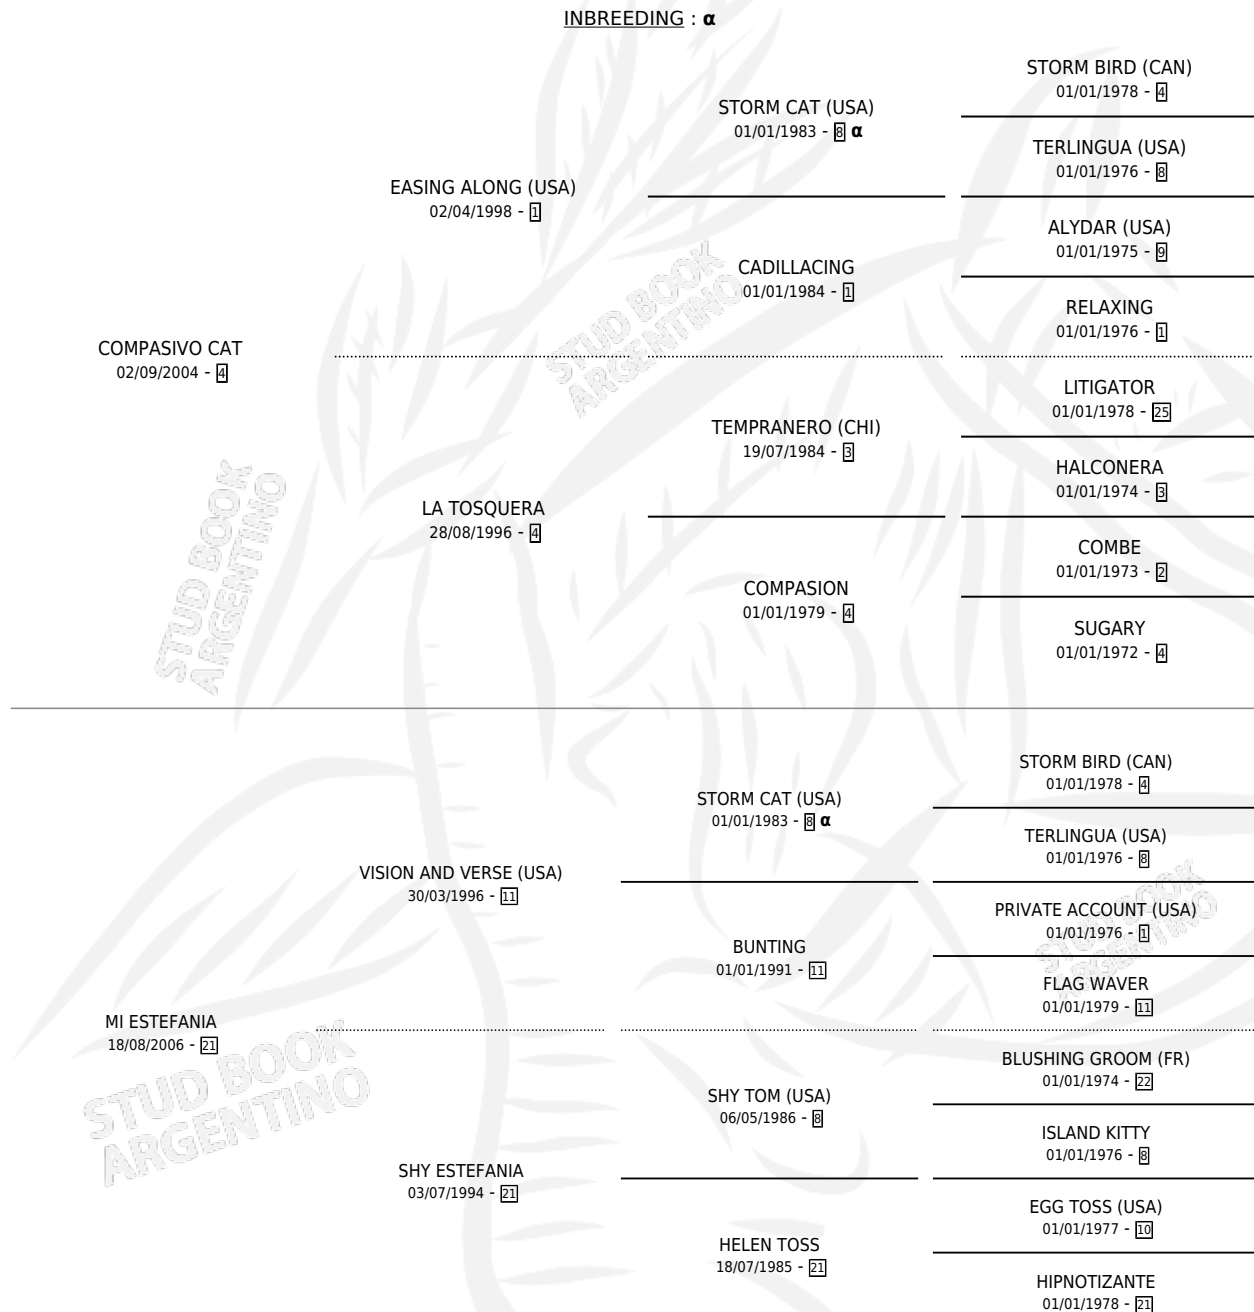 INBREEDING : α
STORM BIRD (CAN)
01/01/1978 - 4
STORM CAT (USA)
01/01/1983 - 8 α
TERLINGUA (USA)
01/01/1976 - 8
EASING ALONG (USA)
02/04/1998 - 1
ALYDAR (USA)
01/01/1975 - 9
CADILLACING
01/01/1984 - 1
RELAXING
01/01/1976 - 1
COMPASIVO CAT
02/09/2004 - 4
LITIGATOR
01/01/1978 - 25
TEMPRANERO (CHI)
19/07/1984 - 3
HALCONERA
01/01/1974 - 3
LA TOSQUERA
28/08/1996 - 4
COMBE
01/01/1973 - 2
COMPASION
01/01/1979 - 4
SUGARY
01/01/1972 - 4
STORM BIRD (CAN)
01/01/1978 - 4
STORM CAT (USA)
01/01/1983 - 8 α
TERLINGUA (USA)
01/01/1976 - 8
VISION AND VERSE (USA)
30/03/1996 - 11
PRIVATE ACCOUNT (USA)
01/01/1976 - 1
BUNTING
01/01/1991 - 11
FLAG WAVER
01/01/1979 - 11
MI ESTEFANIA
18/08/2006 - 21
BLUSHING GROOM (FR)
01/01/1974 - 22
SHY TOM (USA)
06/05/1986 - 8
ISLAND KITTY
01/01/1976 - 8
SHY ESTEFANIA
03/07/1994 - 21
EGG TOSS (USA)
01/01/1977 - 10
HELEN TOSS
18/07/1985 - 21
HIPNOTIZANTE
01/01/1978 - 21
STUD BOOK
ARGENTINO
STUD BOOK
ARGENTINO
STUD BOOK
ARGENTINO
STUD BOOK
ARGENTINO